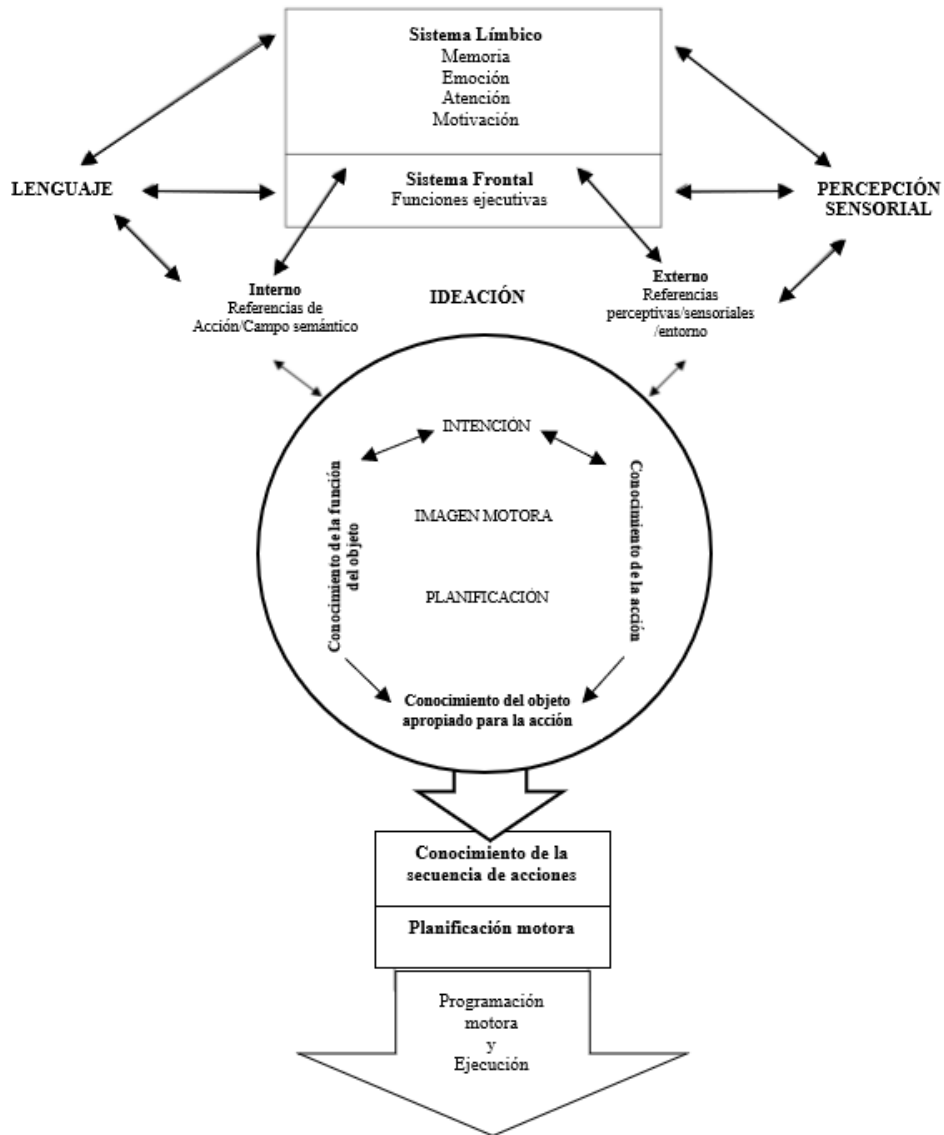 Sistema Límbico
Memoria
Emoción
Atención
Motivación
Sistema Frontal
Funciones ejecutivas
LENGUAJE
PERCEPCIÓN
SENSORIAL
Interno
Referencias de
Acción/Campo semántico
IDEACIÓN
Externo
Referencias
perceptivas/sensoriales
/entorno
INTENCIÓN
Conocimiento de la función
del objeto
IMAGEN MOTORA
PLANIFICACIÓN
Conocimiento de la acción
Conocimiento del objeto
apropiado para la acción
Conocimiento de la
secuencia de acciones
Planificación motora
Programación
motora
y
Ejecución